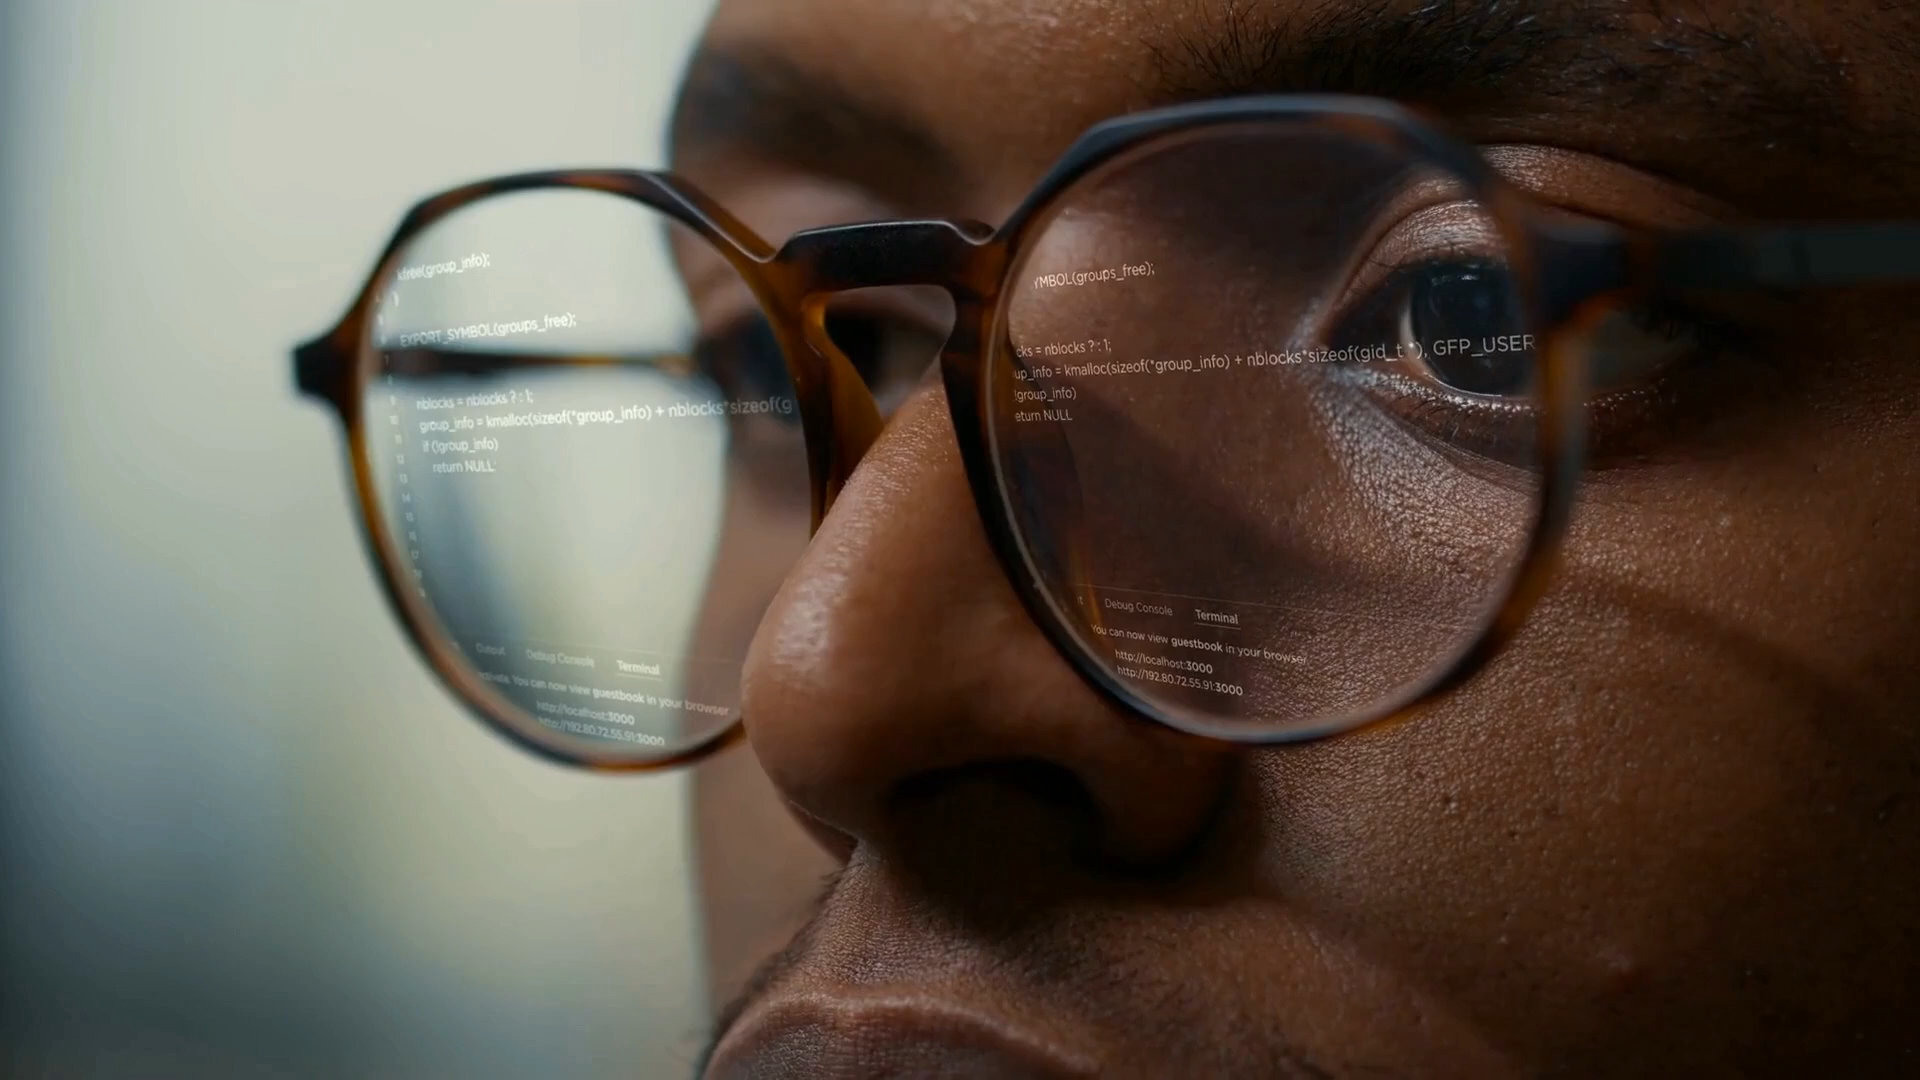 kfree(group_info);
}
EXPORT_SYMBOL(groups_free);
nblocks = nblocks ? : 1;
group_info = kmalloc(sizeof(*group_info) + nblocks*sizeof(g
if (!group_info)
return NULL;
Output Debug Console Terminal
You can now view guestbook in your browser
http://localhost:3000
http://192.80.72.55.91:3000
YMBOL(groups_free);
cks = nblocks ? : 1;
up_info = kmalloc(sizeof(*group_info) + nblocks*sizeof(gid_t *), GFP_USER
!group_info)
eturn NULL
t Debug Console Terminal
You can now view guestbook in your browser.
http://localhost:3000
http://192.80.72.55.91:3000